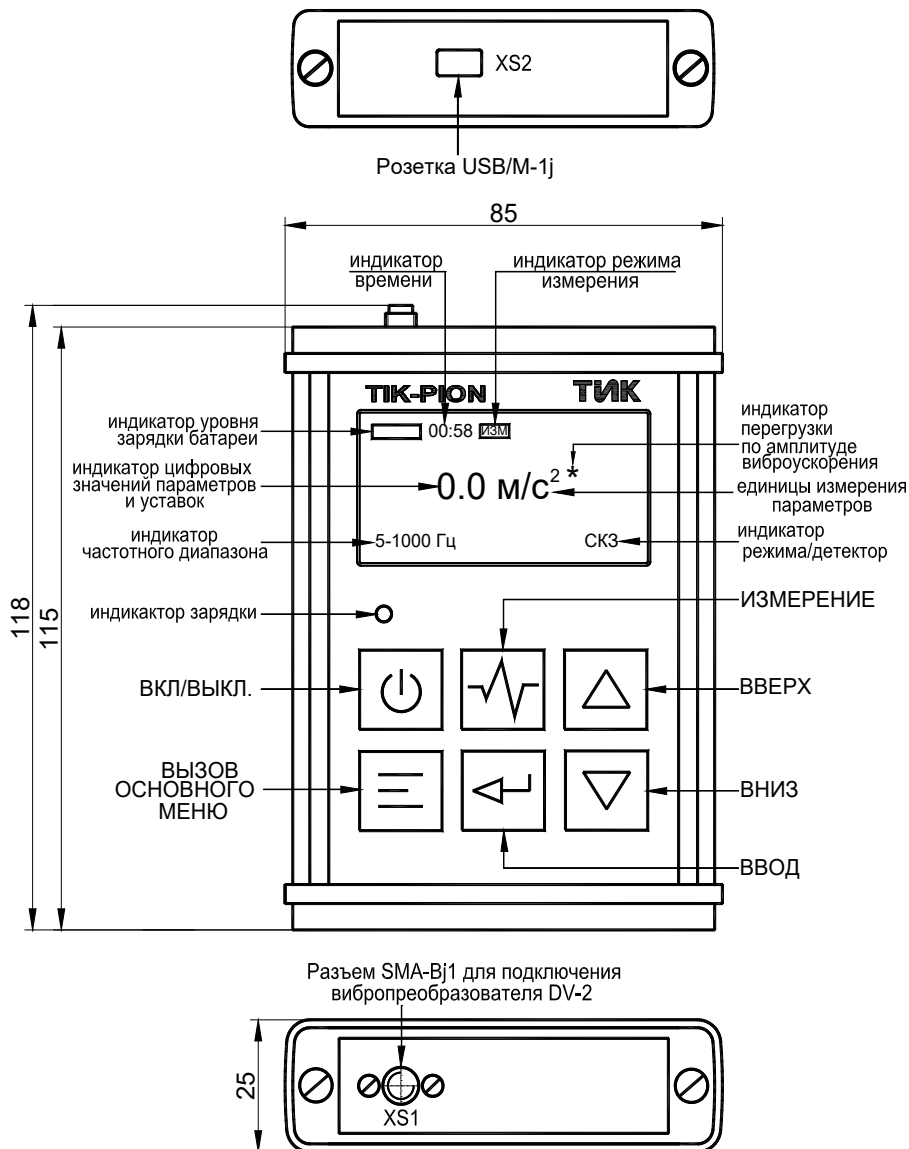 XS2
Розетка USB/M-1j
85
индикатор
времени
индикатор режима
измерения
118
115
TIK-PION
ТИК
индикатор уровня
зарядки батареи
00:58
ИЗМ
индикатор
перегрузки
по амплитуде
виброускорения
индикатор цифровых
значений параметров
и уставок
0.0 м/с² *
единицы измерения
параметров
индикатор
частотного диапазона
5-1000 Гц
СКЗ
индикатор
режима/детектор
индикактор зарядки
ИЗМЕРЕНИЕ
ВКЛ/ВЫКЛ.
ВВЕРХ
ВЫЗОВ
ОСНОВНОГО
МЕНЮ
ВНИЗ
ВВОД
Разъем SMA-Bj1 для подключения
вибропреобразователя DV-2
25
XS1